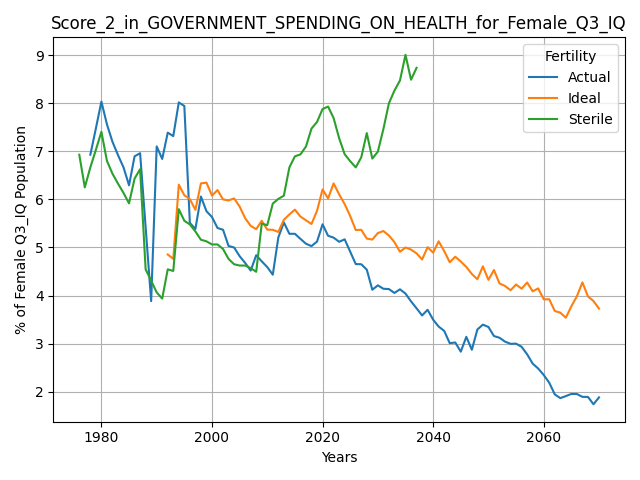 Score_2_in_GOVERNMENT_SPENDING_ON_HEALTH_for_Female_Q3_IQ
Fertility
Actual
Ideal
Sterile
% of Female Q3_IQ Population
9
8
7
6
5
4
3
2
1980
2000
2020
2040
2060
Years